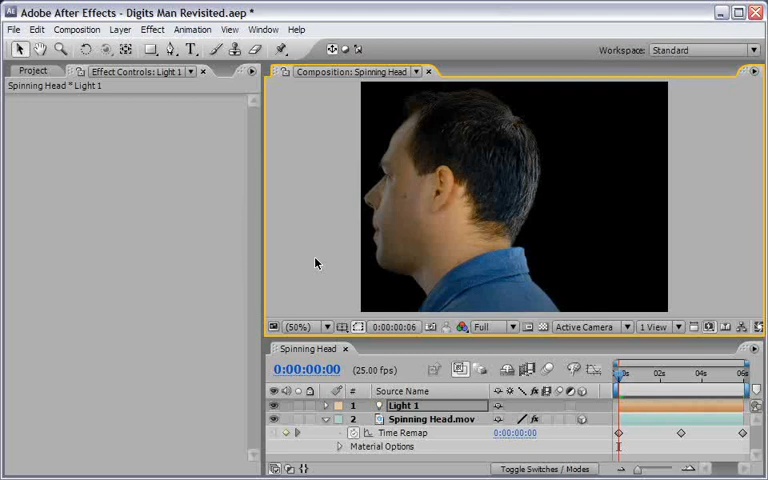 Adobe After Effects - Digits Man Revisited.aep *
File Edit Composition Layer Effect Animation View Window Help
Workspace: Standard
Project Effect Controls: Light 1 Composition: Spinning Head
Spinning Head * Light 1
(50%) 0:00:00:06 Full Active Camera 1 View
Spinning Head
0:00:00:00 (25.00 fps) 02s 04s 06s
# Source Name
1 Light 1
2 Spinning Head.mov
Time Remap 0:00:00:00
Material Options
Toggle Switches / Modes